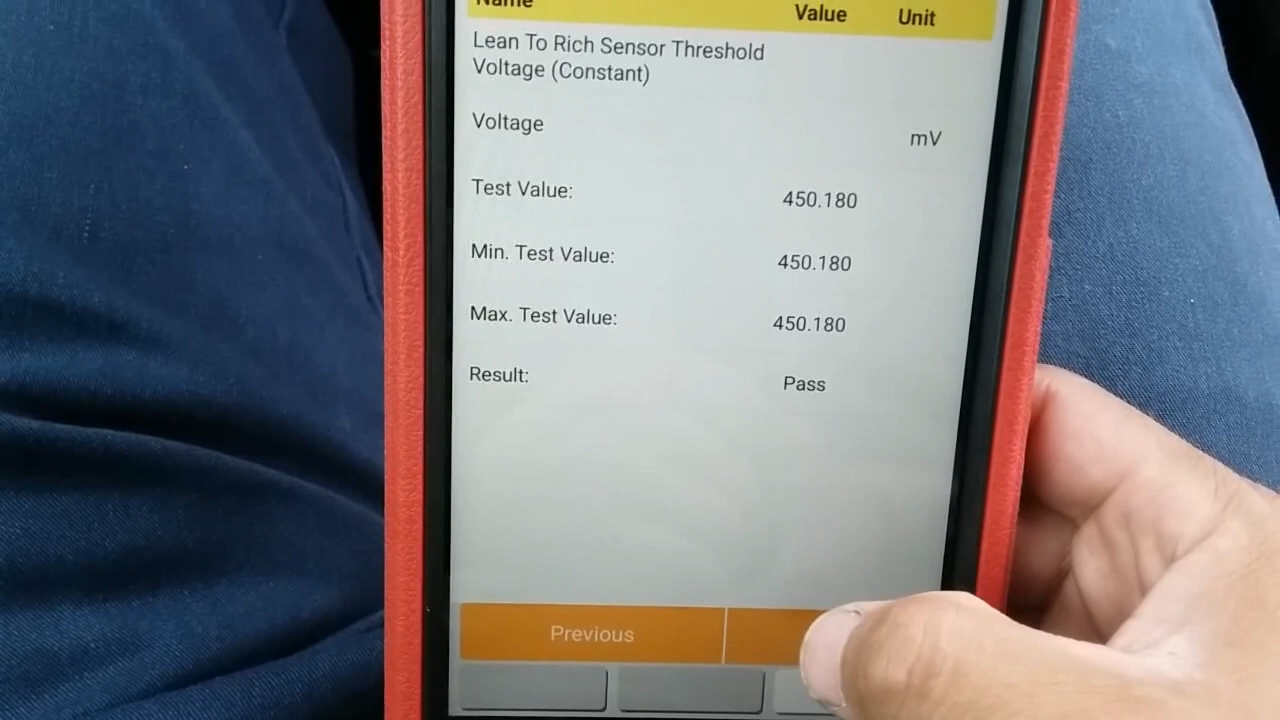 Name Value Unit
Lean To Rich Sensor Threshold
Voltage (Constant)
Voltage mV
Test Value: 450.180
Min. Test Value: 450.180
Max. Test Value: 450.180
Result: Pass
Previous